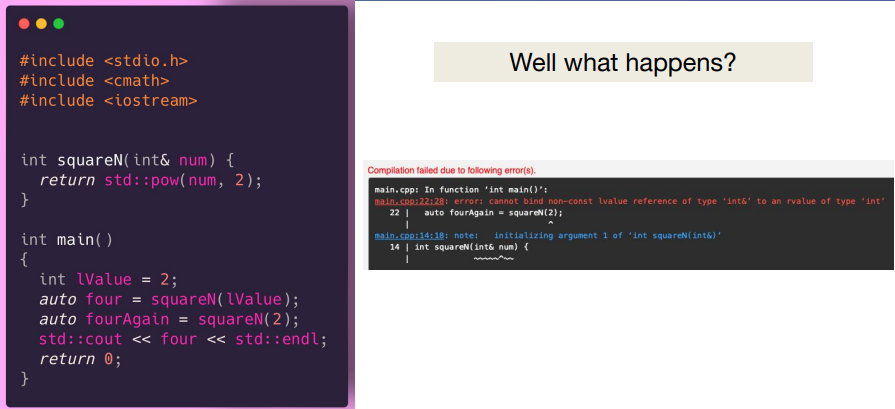 #include <stdio.h>
#include <cmath>
#include <iostream>
int squareN(int& num) {
  return std::pow(num, 2);
}
int main()
{
  int lValue = 2;
  auto four = squareN(lValue);
  auto fourAgain = squareN(2);
  std::cout << four << std::endl;
  return 0;
}
Well what happens?
Compilation failed due to following error(s).
main.cpp: In function ‘int main()’:
main.cpp:22:28: error: cannot bind non-const lvalue reference of type ‘int&’ to an rvalue of type ‘int’
   22 |   auto fourAgain = squareN(2);
      |                            ^
main.cpp:14:18: note:   initializing argument 1 of ‘int squareN(int&)’
   14 | int squareN(int& num) {
      |             ~~~~~^~~